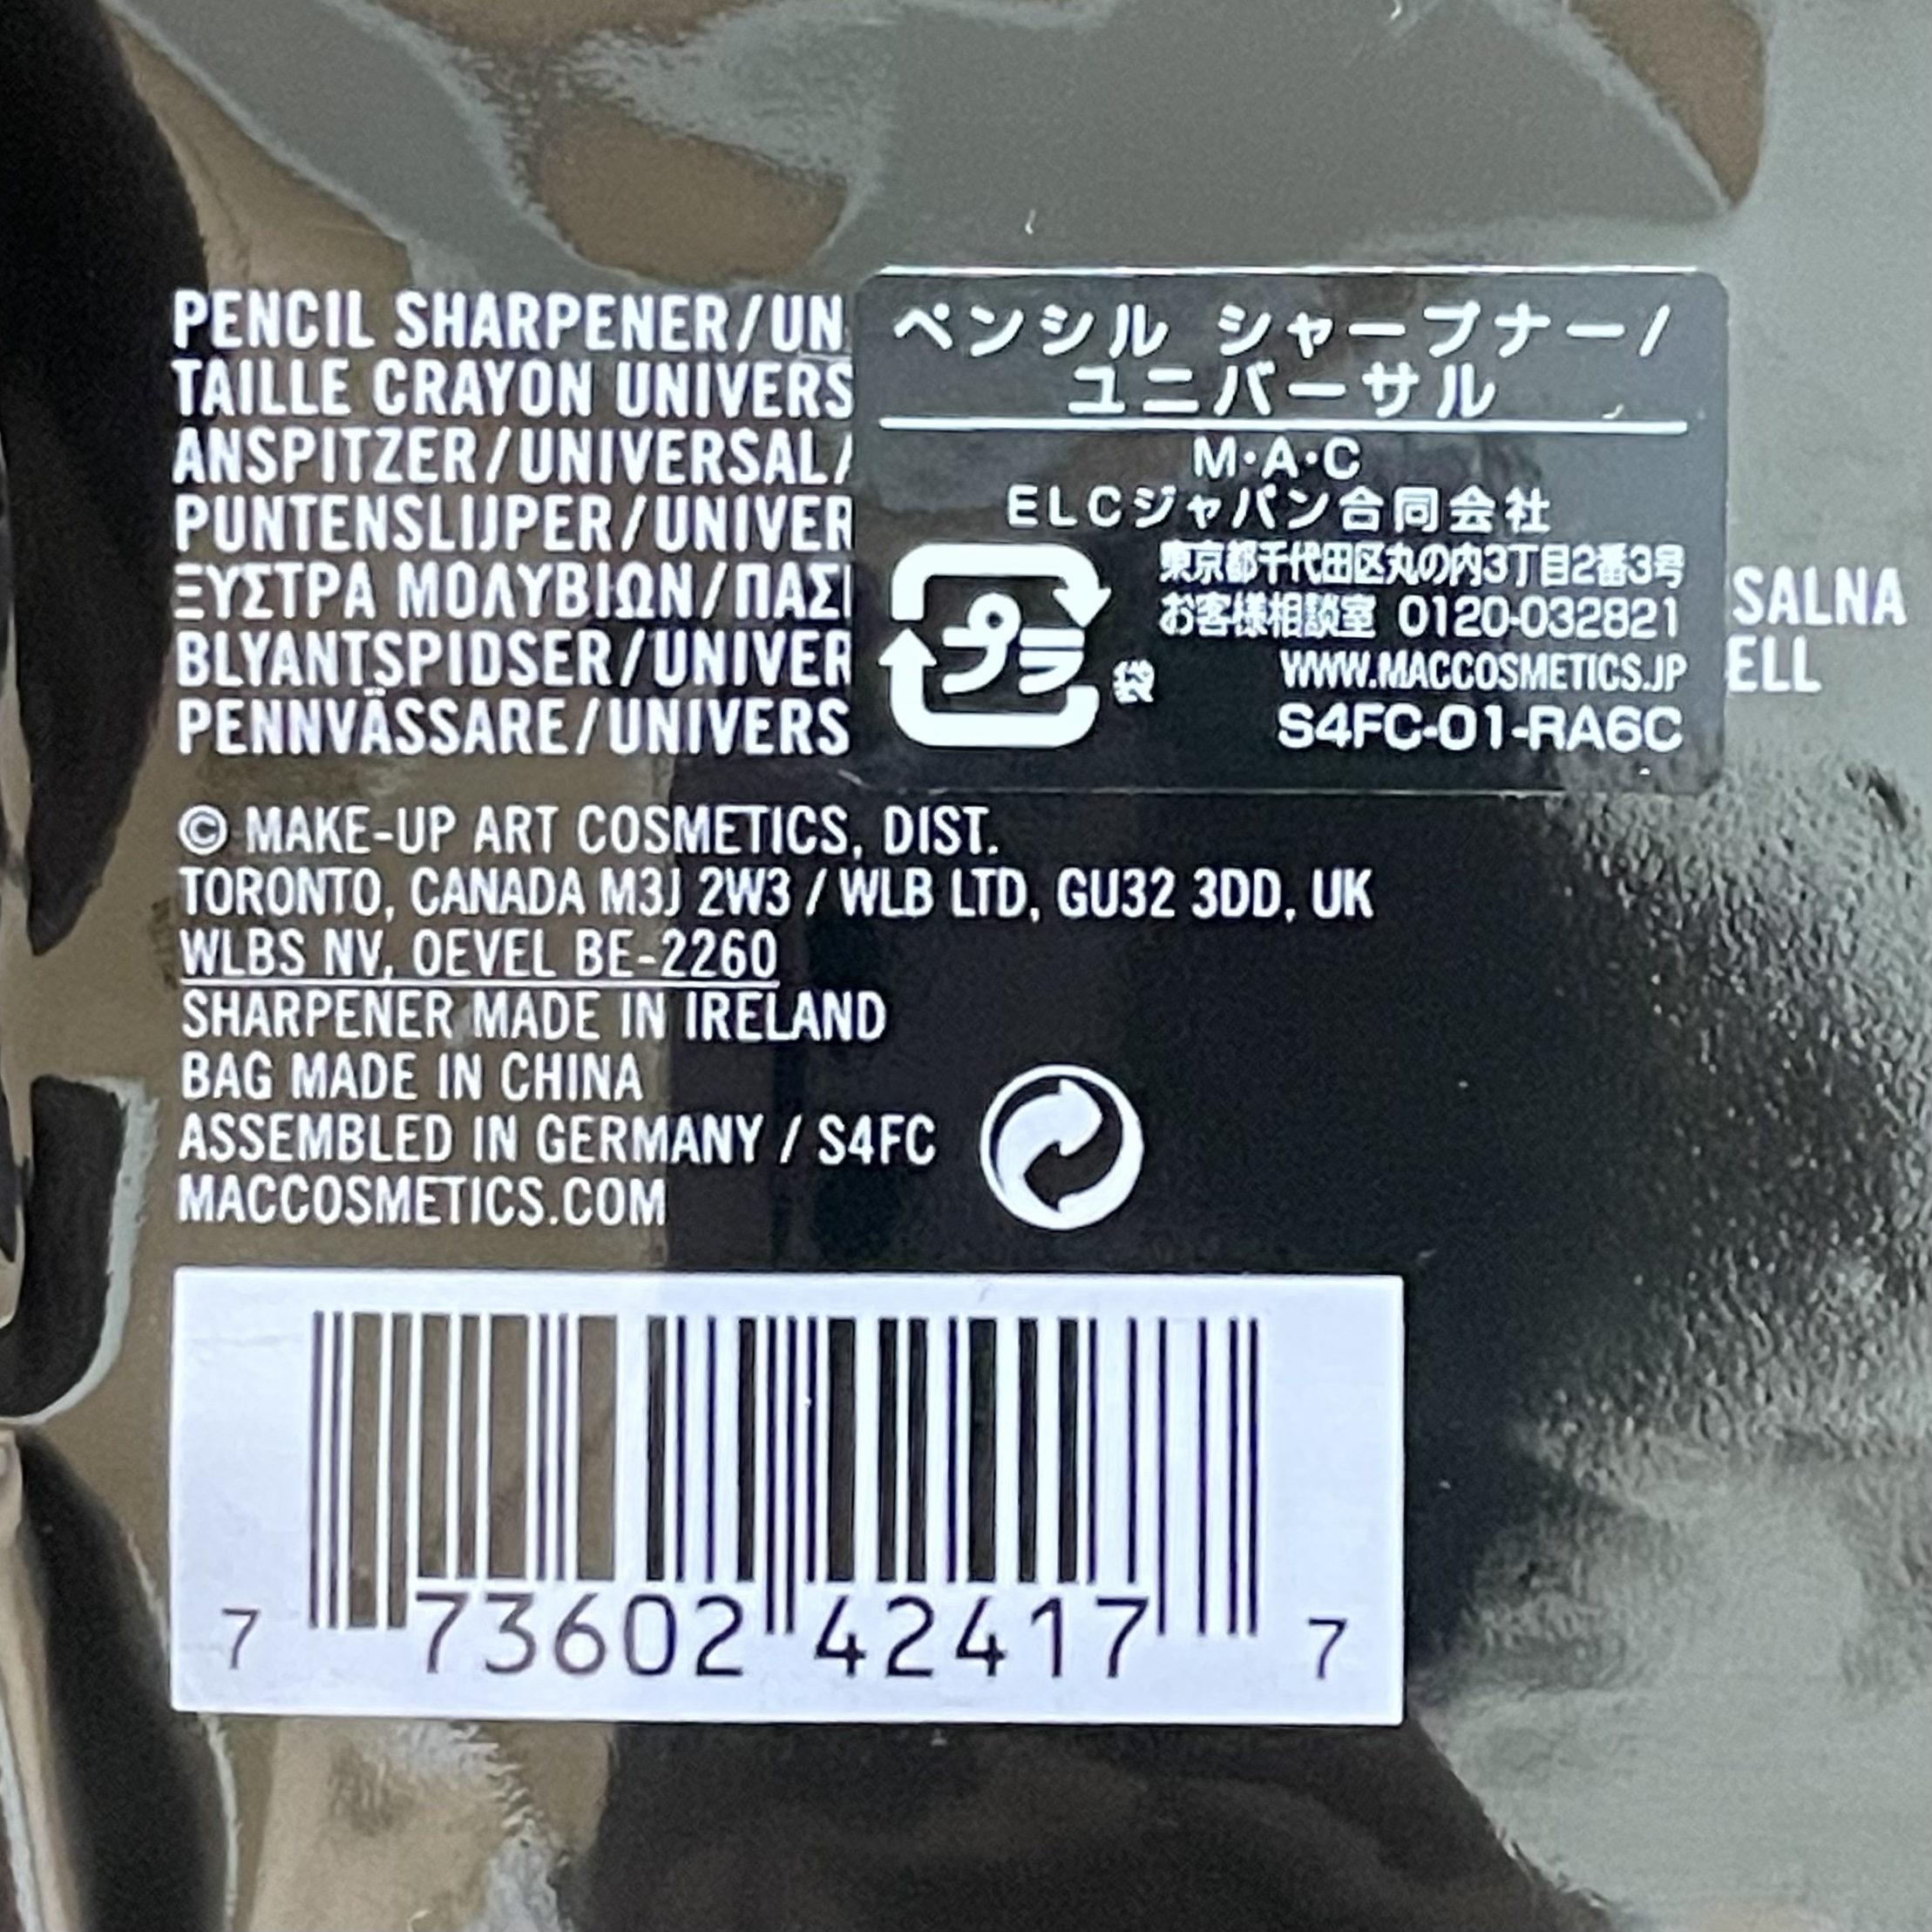 PENCIL SHARPENER/UN
TAILLE CRAYON UNIVERS
ANSPITZER/UNIVERSAL/
PUNTENSLIJPER/UNIVER
ΞΥΣΤΡΑ ΜΟΛΥΒΙΩΝ/ΠΑΣΙ
BLYANTSPIDSER/UNIVER
PENNVÄSSARE/UNIVERS
SALNA
ELL
ペンシル シャープナー/
ユニバーサル
M・A・C
ELCジャパン合同会社
東京都千代田区丸の内3丁目2番3号
お客様相談室 0120-032821
WWW.MACCOSMETICS.JP
S4FC-01-RA6C
プラ
袋
© MAKE-UP ART COSMETICS, DIST.
TORONTO, CANADA M3J 2W3 / WLB LTD, GU32 3DD, UK
WLBS NV, OEVEL BE-2260
SHARPENER MADE IN IRELAND
BAG MADE IN CHINA
ASSEMBLED IN GERMANY / S4FC
MACCOSMETICS.COM
7 73602 42417 7